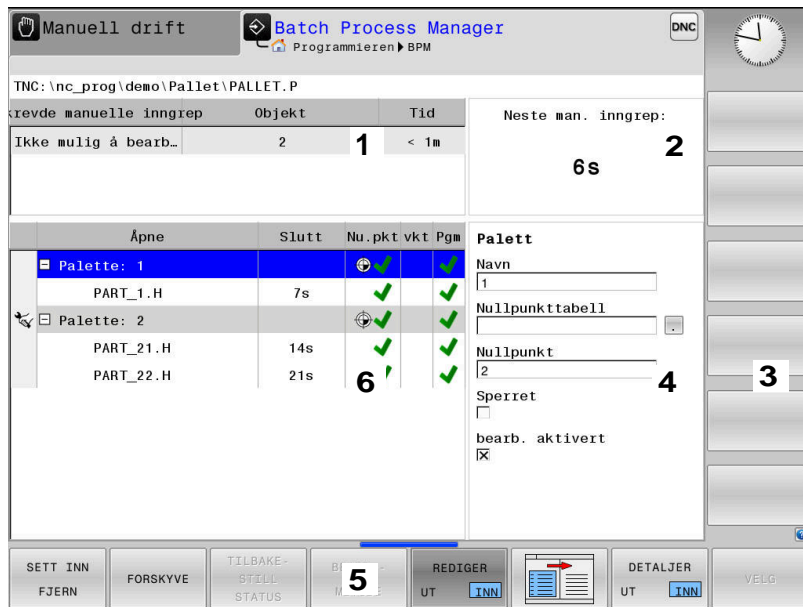 Manuell drift
Batch Process Manager
Programmieren BPM
DNC
TNC:\nc_prog\demo\Pallet\PALLET.P
Objekt Tid
manuelle inngrep
Ikke mulig å bearb… 2 < 1m
1
Neste man. inngrep:
2
6s
Åpne Slutt Nu.pkt vkt Pgm
Palette: 1
PART_1.H 7s
Palette: 2
PART_21.H 14s
PART_22.H 21s
6
Palett
Navn
1
Nullpunkttabell
.
Nullpunkt
2
4
Sperret
bearb. aktivert
3
SETT INN
FJERN
FORSKYVE
TILBAKE-
STILL
STATUS
5
REDIGER
UT INN
DETALJER
UT INN
VELG